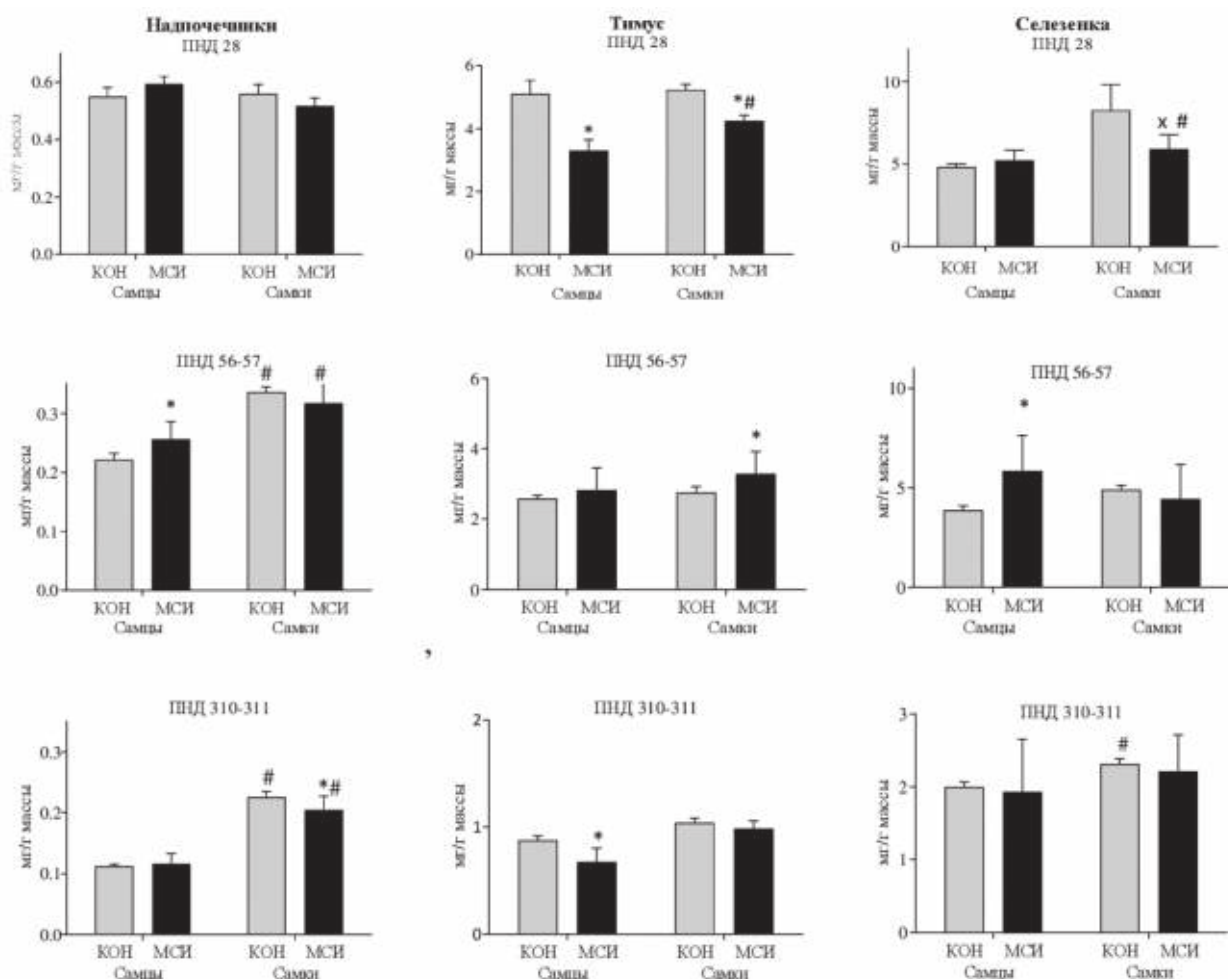 Надпочечники
ПНД 28
мг/г массы
0.6
0.4
0.2
0.0
КОН МСИ КОН МСИ
Самцы Самки
Тимус
ПНД 28
мг/г массы
6
4
2
0
*
*#
КОН МСИ КОН МСИ
Самцы Самки
Селезенка
ПНД 28
мг/г массы
10
5
0
x #
КОН МСИ КОН МСИ
Самцы Самки
ПНД 56-57
мг/г массы
0.3
0.2
0.1
0.0
*
# #
КОН МСИ КОН МСИ
Самцы Самки
ПНД 56-57
мг/г массы
6
4
2
0
*
КОН МСИ КОН МСИ
Самцы Самки
ПНД 56-57
мг/г массы
10
5
0
*
КОН МСИ КОН МСИ
Самцы Самки
,
ПНД 310-311
мг/г массы
0.3
0.2
0.1
0.0
#
*#
КОН МСИ КОН МСИ
Самцы Самки
ПНД 310-311
мг/г массы
2
1
0
*
КОН МСИ КОН МСИ
Самцы Самки
ПНД 310-311
мг/г массы
3
2
1
0
#
КОН МСИ КОН МСИ
Самцы Самки